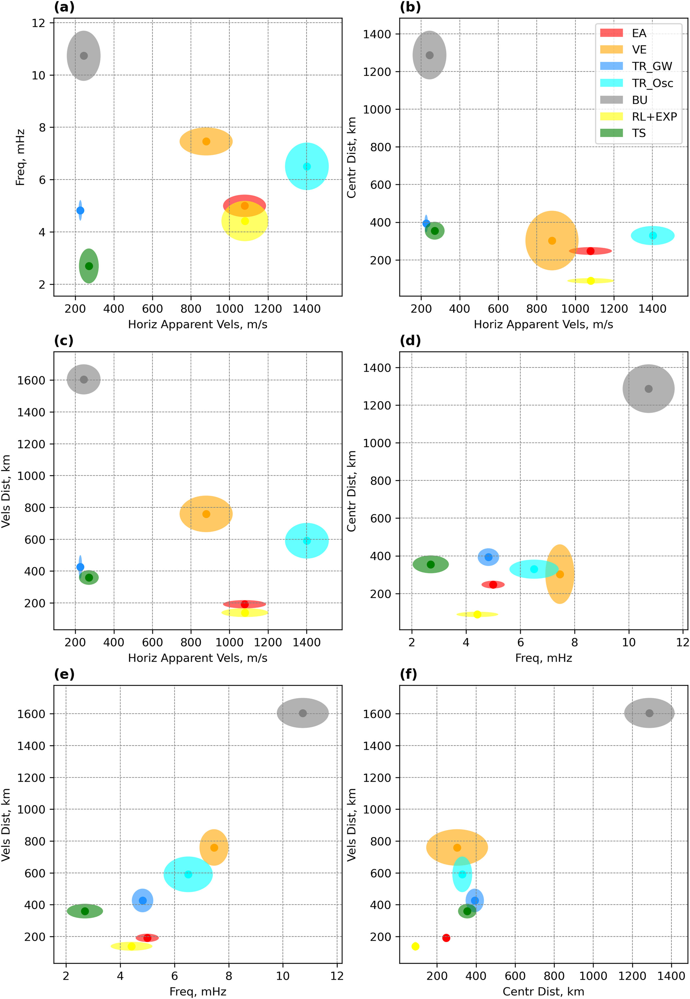 (a)
12
10
8
6
4
2
Freq, mHz
200 400 600 800 1000 1200 1400
Horiz Apparent Vels, m/s
(b)
1400
1200
1000
800
600
400
200
Centr Dist, km
200 400 600 800 1000 1200 1400
Horiz Apparent Vels, m/s
EA
VE
TR_GW
TR_Osc
BU
RL+EXP
TS
(c)
1600
1400
1200
1000
800
600
400
200
Vels Dist, km
200 400 600 800 1000 1200 1400
Horiz Apparent Vels, m/s
(d)
1400
1200
1000
800
600
400
200
Centr Dist, km
2 4 6 8 10 12
Freq, mHz
(e)
1600
1400
1200
1000
800
600
400
200
Vels Dist, km
2 4 6 8 10 12
Freq, mHz
(f)
1600
1400
1200
1000
800
600
400
200
Vels Dist, km
200 400 600 800 1000 1200 1400
Centr Dist, km